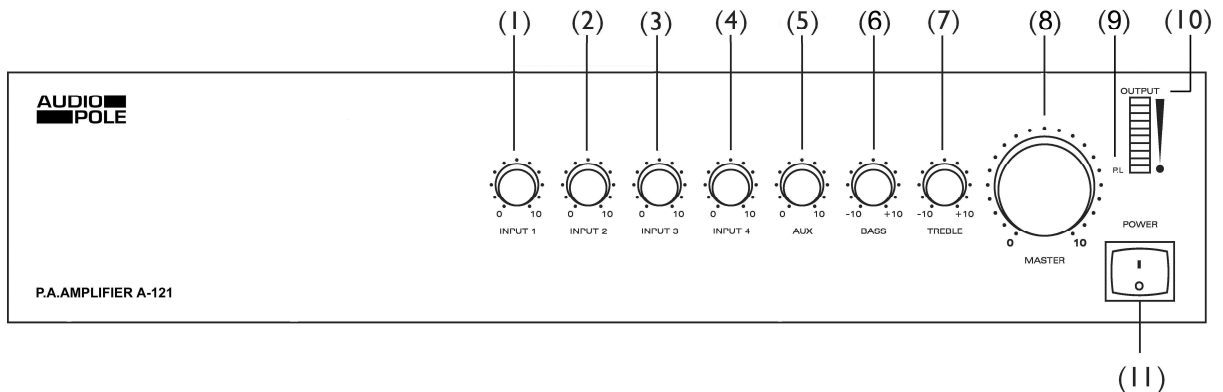 (1) (2) (3) (4) (5) (6) (7) (8) (9) (10)
AUDIO
POLE
OUTPUT
P.L
0 10 0 10 0 10 0 10 0 10 -10 +10 -10 +10
INPUT 1 INPUT 2 INPUT 3 INPUT 4 AUX BASS TREBLE
POWER
0 10
MASTER
I
O
P.A.AMPLIFIER A-121
(11)